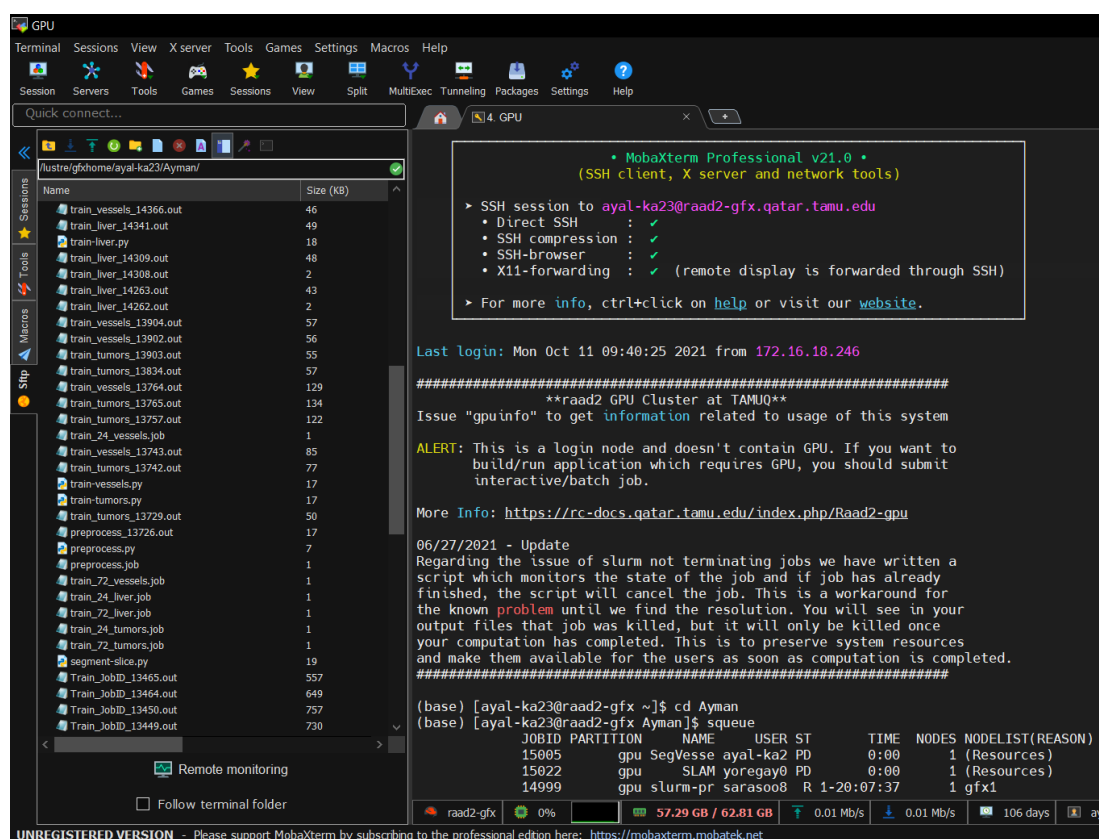 GPU
Terminal Sessions View X server Tools Games Settings Macros Help
Session Servers Tools Games Sessions View Split MultiExec Tunneling Packages Settings Help
Quick connect...
4. GPU
/lustre/gfxhome/ayal-ka23/Ayman/
Name Size (KB)
train_vessels_14366.out 46
train_liver_14341.out 49
train-liver.py 18
train_liver_14309.out 48
train_liver_14308.out 2
train_liver_14263.out 43
train_liver_14262.out 2
train_vessels_13904.out 57
train_vessels_13902.out 56
train_tumors_13903.out 55
train_tumors_13834.out 57
train_vessels_13764.out 129
train_tumors_13765.out 134
train_tumors_13757.out 122
train_24_vessels.job 1
train_vessels_13743.out 85
train_tumors_13742.out 77
train-vessels.py 17
train-tumors.py 17
train_tumors_13729.out 50
preprocess_13726.out 17
preprocess.py 7
preprocess.job 1
train_72_vessels.job 1
train_24_liver.job 1
train_72_liver.job 1
train_24_tumors.job 1
train_72_tumors.job 1
segment-slice.py 19
Train_JobID_13465.out 557
Train_JobID_13464.out 649
Train_JobID_13450.out 757
Train_JobID_13449.out 730
Remote monitoring
Follow terminal folder
Sessions
Tools
Macros
Sftp
• MobaXterm Professional v21.0 •
(SSH client, X server and network tools)
➤ SSH session to ayal-ka23@raad2-gfx.qatar.tamu.edu
• Direct SSH : ✔
• SSH compression : ✔
• SSH-browser : ✔
• X11-forwarding : ✔ (remote display is forwarded through SSH)
➤ For more info, ctrl+click on help or visit our website.
Last login: Mon Oct 11 09:40:25 2021 from 172.16.18.246
##################################################################
**raad2 GPU Cluster at TAMUQ**
Issue "gpuinfo" to get information related to usage of this system
ALERT: This is a login node and doesn't contain GPU. If you want to
build/run application which requires GPU, you should submit
interactive/batch job.
More Info: https://rc-docs.qatar.tamu.edu/index.php/Raad2-gpu
06/27/2021 - Update
Regarding the issue of slurm not terminating jobs we have written a
script which monitors the state of the job and if job has already
finished, the script will cancel the job. This is a workaround for
the known problem until we find the resolution. You will see in your
output files that job was killed, but it will only be killed once
your computation has completed. This is to preserve system resources
and make them available for the users as soon as computation is completed.
##################################################################
(base) [ayal-ka23@raad2-gfx ~]$ cd Ayman
(base) [ayal-ka23@raad2-gfx Ayman]$ squeue
JOBID PARTITION NAME USER ST TIME NODES NODELIST(REASON)
15005 gpu SegVesse ayal-ka2 PD 0:00 1 (Resources)
15022 gpu SLAM yoregay0 PD 0:00 1 (Resources)
14999 gpu slurm-pr sarasoo8 R 1-20:07:37 1 gfx1
raad2-gfx 0% 57.29 GB / 62.81 GB 0.01 Mb/s 0.01 Mb/s 106 days ay
UNREGISTERED VERSION - Please support MobaXterm by subscribing to the professional edition here: https://mobaxterm.mobatek.net